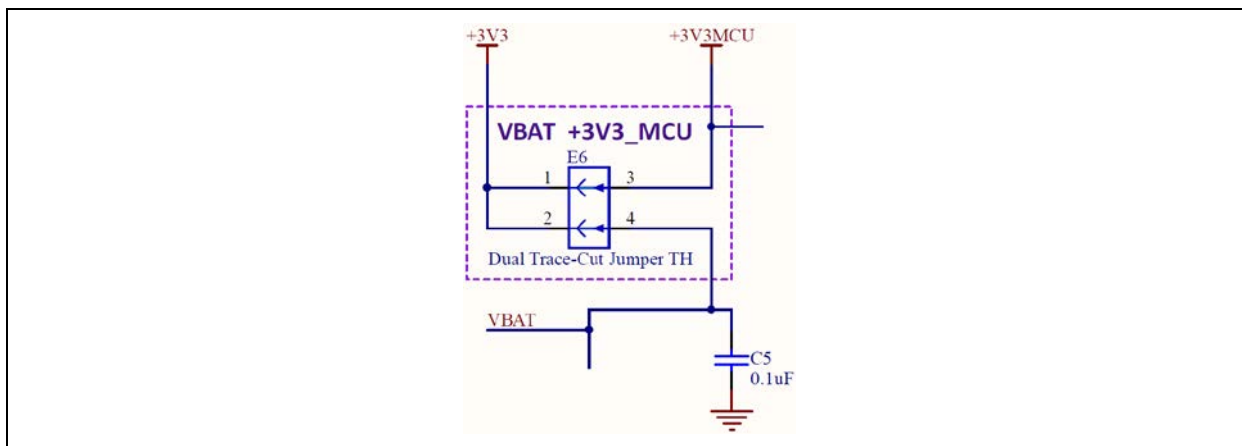 +3V3 +3V3MCU
VBAT +3V3_MCU
E6
1 3
2 4
Dual Trace-Cut Jumper TH
VBAT
C5
0.1uF